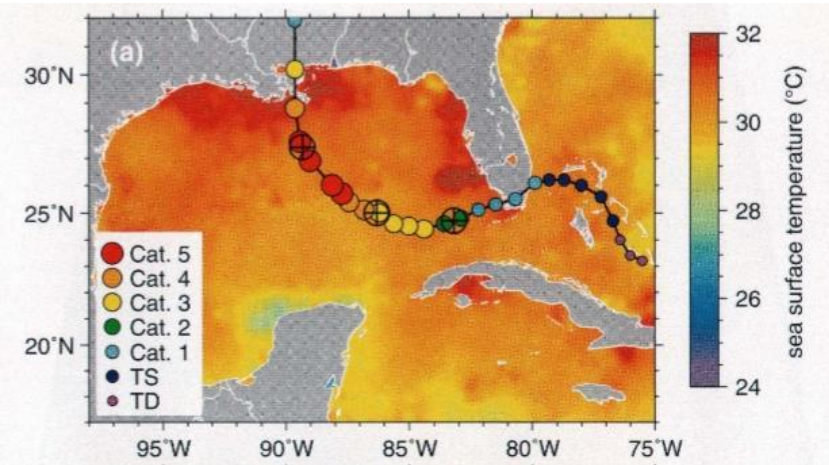 (a)
30°N
25°N
20°N
95°W
90°W
85°W
80°W
75°W
Cat. 5
Cat. 4
Cat. 3
Cat. 2
Cat. 1
TS
TD
32
30
28
26
24
sea surface temperature (°C)